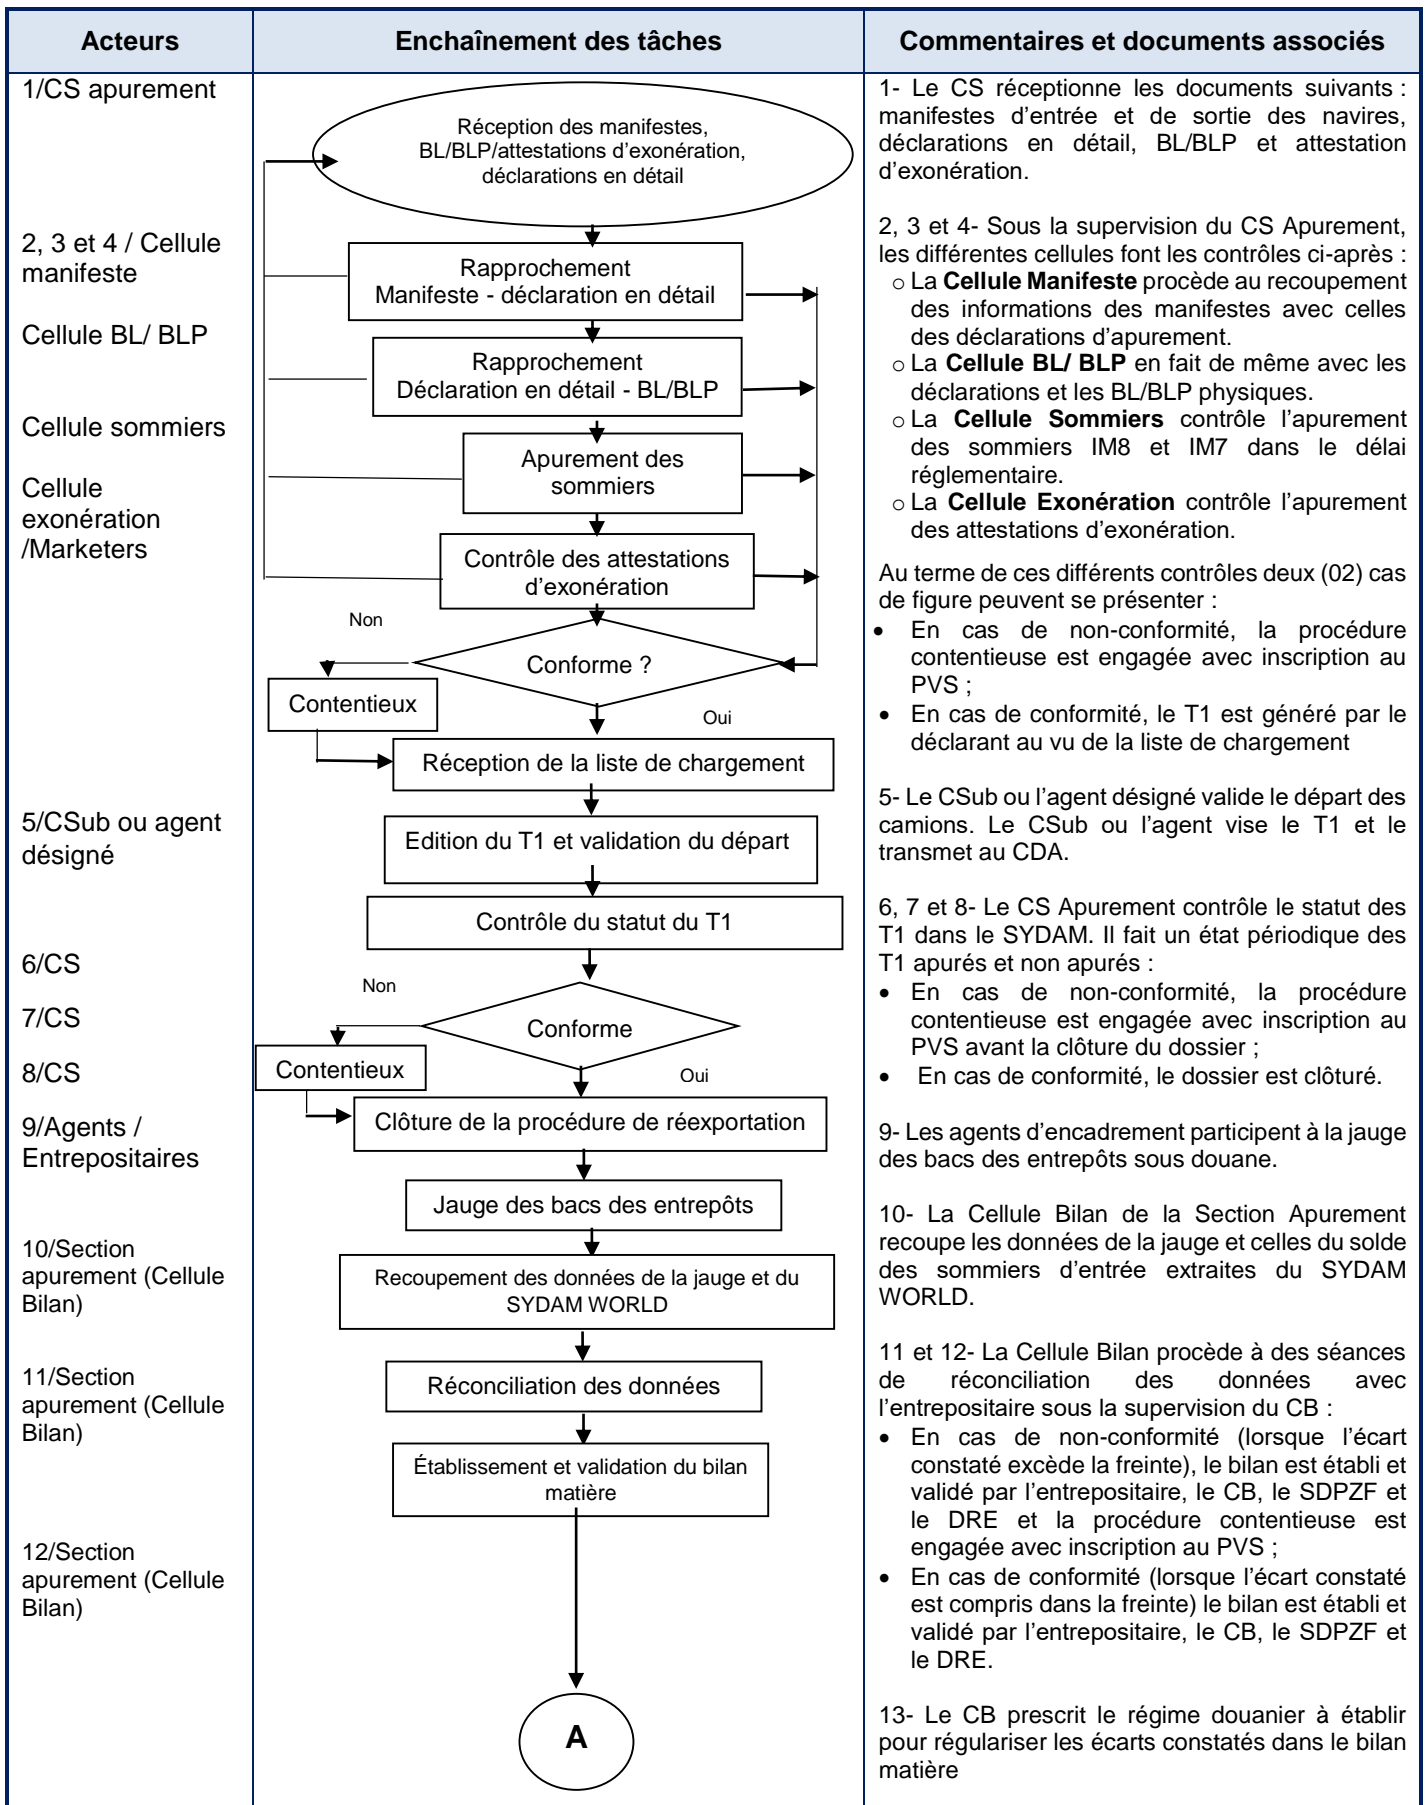 Acteurs
Enchaînement des tâches
Commentaires et documents associés
1/CS apurement
2, 3 et 4 / Cellule
manifeste
Cellule BL/ BLP
Cellule sommiers
Cellule
exonération
/Marketers
5/CSub ou agent
désigné
6/CS
7/CS
8/CS
9/Agents /
Entrepositaires
10/Section
apurement (Cellule
Bilan)
11/Section
apurement (Cellule
Bilan)
12/Section
apurement (Cellule
Bilan)
Réception des manifestes,
BL/BLP/attestations d’exonération,
déclarations en détail
Rapprochement
Manifeste - déclaration en détail
Rapprochement
Déclaration en détail - BL/BLP
Apurement des
sommiers
Contrôle des attestations
d’exonération
Non
Conforme ?
Contentieux
Oui
Réception de la liste de chargement
Edition du T1 et validation du départ
Contrôle du statut du T1
Non
Conforme
Contentieux
Oui
Clôture de la procédure de réexportation
Jauge des bacs des entrepôts
Recoupement des données de la jauge et du
SYDAM WORLD
Réconciliation des données
Établissement et validation du bilan
matière
A
1- Le CS réceptionne les documents suivants :
manifestes d’entrée et de sortie des navires,
déclarations en détail, BL/BLP et attestation
d’exonération.
2, 3 et 4- Sous la supervision du CS Apurement,
les différentes cellules font les contrôles ci-après :
o La Cellule Manifeste procède au recoupement
des informations des manifestes avec celles
des déclarations d’apurement.
o La Cellule BL/ BLP en fait de même avec les
déclarations et les BL/BLP physiques.
o La Cellule Sommiers contrôle l’apurement
des sommiers IM8 et IM7 dans le délai
réglementaire.
o La Cellule Exonération contrôle l’apurement
des attestations d’exonération.
Au terme de ces différents contrôles deux (02) cas
de figure peuvent se présenter :
• En cas de non-conformité, la procédure
contentieuse est engagée avec inscription au
PVS ;
• En cas de conformité, le T1 est généré par le
déclarant au vu de la liste de chargement
5- Le CSub ou l’agent désigné valide le départ des
camions. Le CSub ou l’agent vise le T1 et le
transmet au CDA.
6, 7 et 8- Le CS Apurement contrôle le statut des
T1 dans le SYDAM. Il fait un état périodique des
T1 apurés et non apurés :
• En cas de non-conformité, la procédure
contentieuse est engagée avec inscription au
PVS avant la clôture du dossier ;
• En cas de conformité, le dossier est clôturé.
9- Les agents d’encadrement participent à la jauge
des bacs des entrepôts sous douane.
10- La Cellule Bilan de la Section Apurement
recoupe les données de la jauge et celles du solde
des sommiers d’entrée extraites du SYDAM
WORLD.
11 et 12- La Cellule Bilan procède à des séances
de réconciliation des données avec
l’entrepositaire sous la supervision du CB :
• En cas de non-conformité (lorsque l’écart
constaté excède la freinte), le bilan est établi et
validé par l’entrepositaire, le CB, le SDPZF et
le DRE et la procédure contentieuse est
engagée avec inscription au PVS ;
• En cas de conformité (lorsque l’écart constaté
est compris dans la freinte) le bilan est établi et
validé par l’entrepositaire, le CB, le SDPZF et
le DRE.
13- Le CB prescrit le régime douanier à établir
pour régulariser les écarts constatés dans le bilan
matière